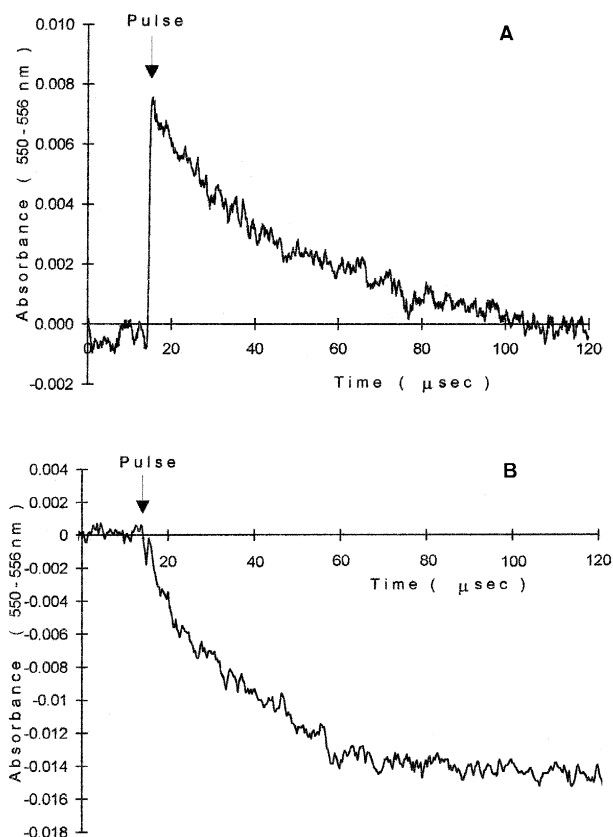 Pulse
A
0.010
0.008
0.006
0.004
0.002
0.000
-0.002
0 20 40 60 80 100 120
Absorbance ( 550-556 nm )
Time ( μsec )
Pulse
B
0.004
0.002
0
-0.002
-0.004
-0.006
-0.008
-0.01
-0.012
-0.014
-0.016
-0.018
20 40 60 80 100 120
Absorbance ( 550-556nm )
Time ( μsec )